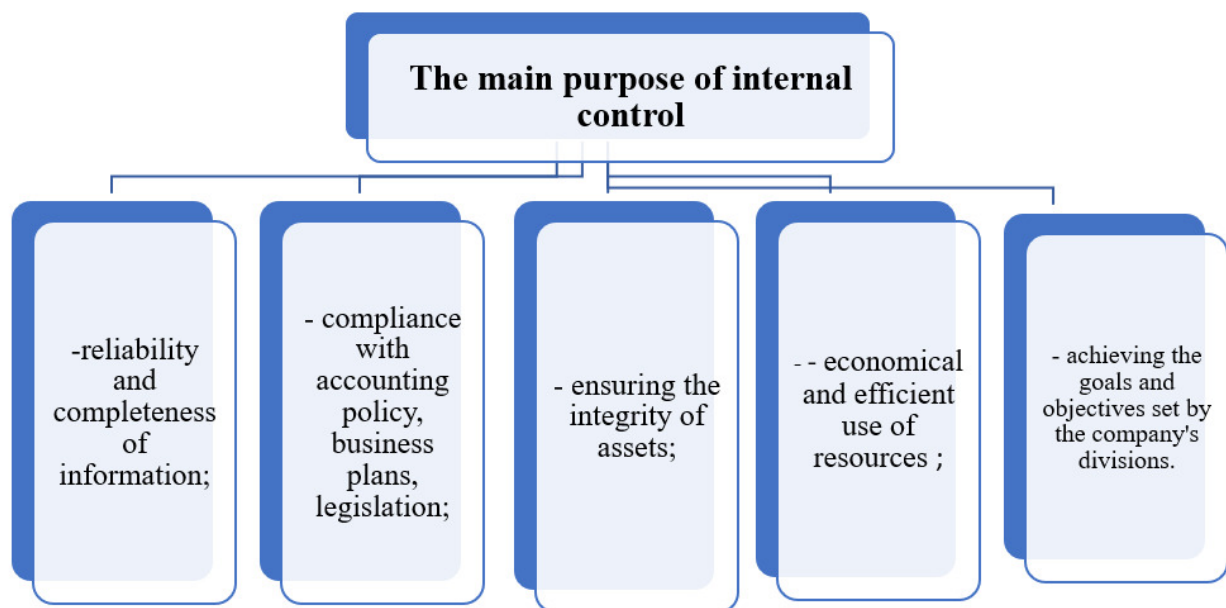 The main purpose of internal
control
-reliability
and
completeness
of
information;
- compliance
with
accounting
policy,
business
plans,
legislation;
- ensuring the
integrity of
assets;
- - economical
and efficient
use of
resources ;
- achieving the
goals and
objectives set by
the company's
divisions.